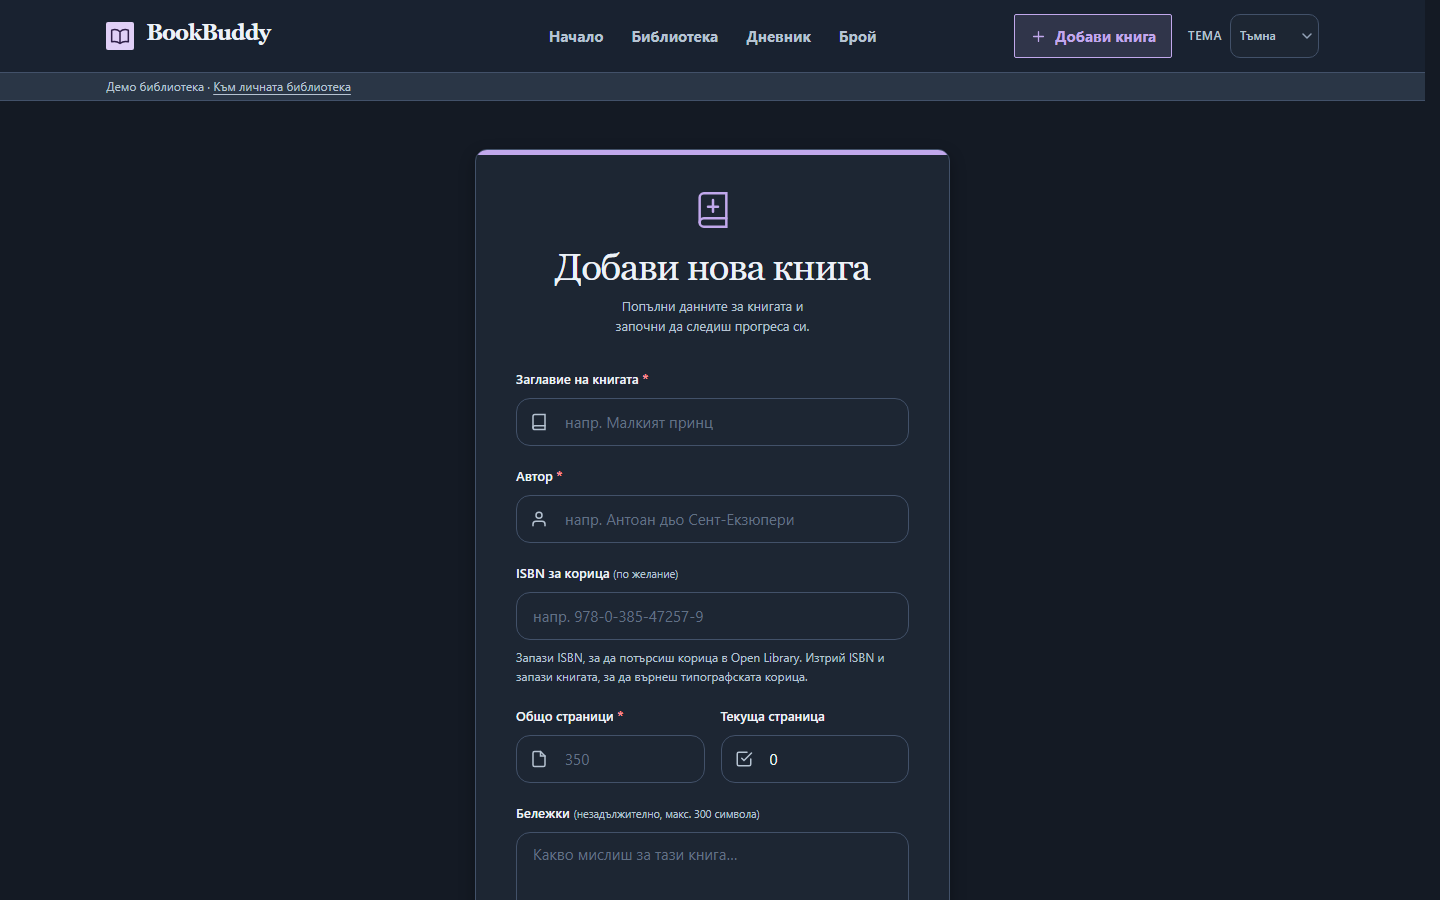 BookBuddy
Начало
Библиотека
Дневник
Брой
+ Добави книга
ТЕМА
Тъмна
Демо библиотека · Към личната библиотека
Добави нова книга
Попълни данните за книгата и
започни да следиш прогреса си.
Заглавие на книгата *
напр. Малкият принц
Автор *
напр. Антоан дьо Сент-Екзюпери
ISBN за корица (по желание)
напр. 978-0-385-47257-9
Запази ISBN, за да потърсиш корица в Open Library. Изтрий ISBN и
запази книгата, за да върнеш типографската корица.
Общо страници *
Текуща страница
350
0
Бележки (незадължително, макс. 300 символа)
Какво мислиш за тази книга...